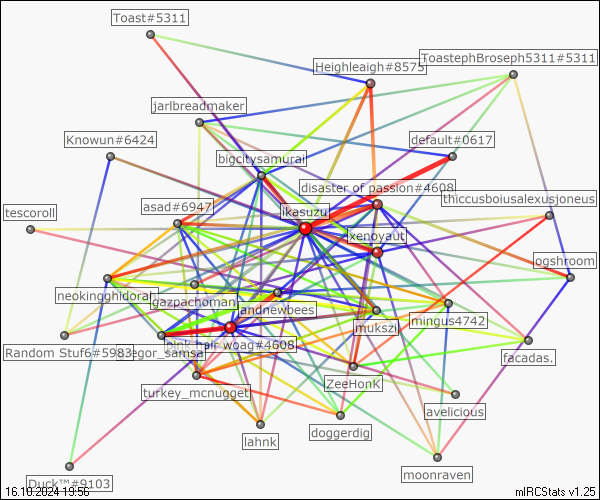 Toast#5311
ToastephBroseph5311#5311
Heighleaigh#8575
jarlbreadmaker
Knowun#6424
default#0617
bigcitysamurai
disaster of passion#4608
thiccusboiusalexusjoneus
tescoroll
asad#6947
ikasuzu
xenoyaut
ogshroom
neokingghidorah
gazpachoman
jandnewbees
mukszi
mingus4742
Random Stuf6#5983
egor_samsa
pink hair woag#4608
facadas.
turkey_mcnugget
ZeeHonK
avelicious
lahnk
doggerdig
moonraven
Duck™#9103
16.10.2024 19:56
mIRCStats v1.25